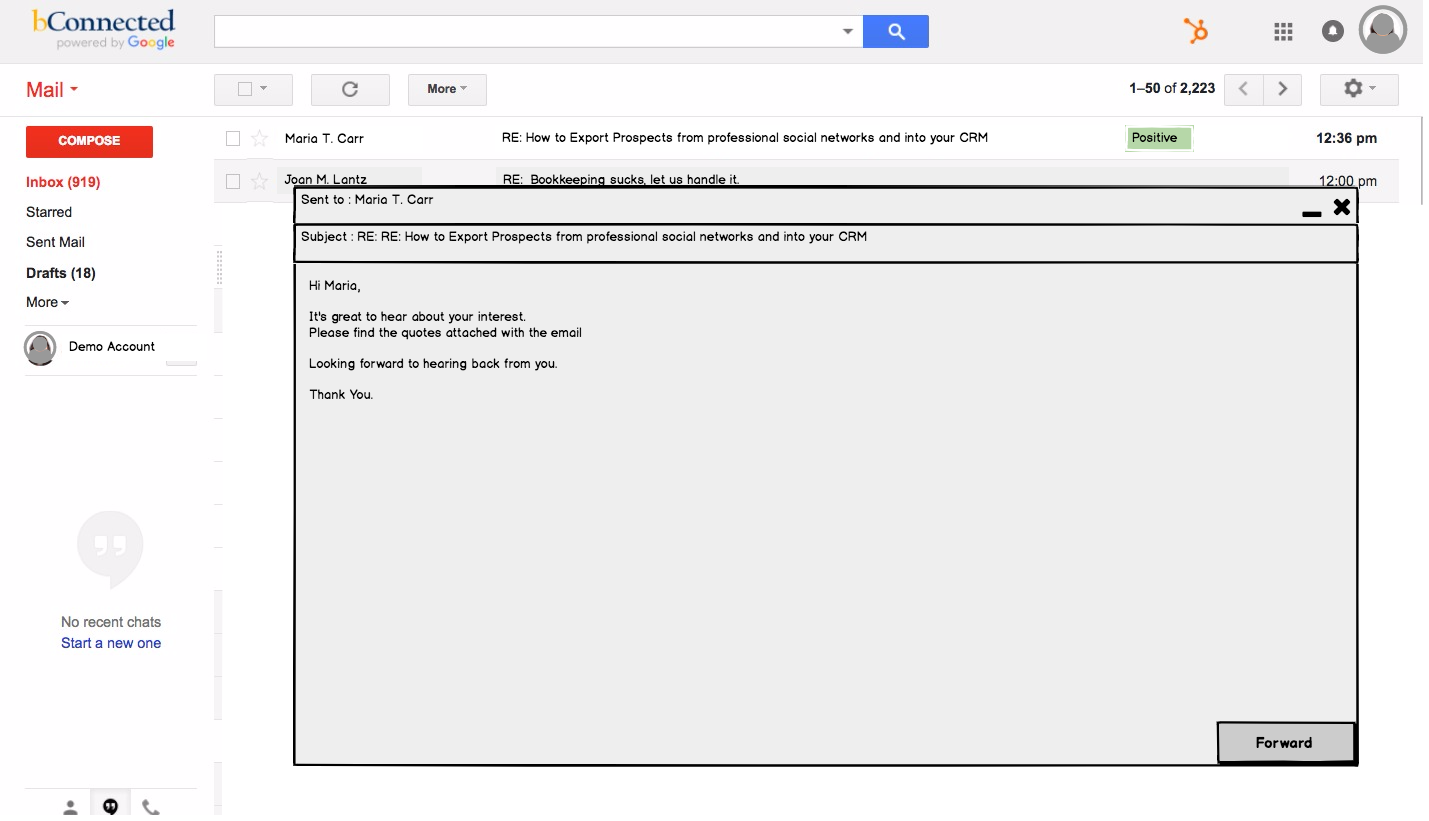 bConnected
powered by Google
Mail
More
1–50 of 2,223
COMPOSE
Maria T. Carr
RE: How to Export Prospects from professional social networks and into your CRM
Positive
12:36 pm
Inbox (919)
Joan M. Lantz
RE: Bookkeeping sucks, let us handle it.
12:00 pm
Starred
Sent Mail
Drafts (18)
More
Demo Account
Sent to : Maria T. Carr
Subject : RE: RE: How to Export Prospects from professional social networks and into your CRM
Hi Maria,
It's great to hear about your interest.
Please find the quotes attached with the email
Looking forward to hearing back from you.
Thank You.
No recent chats
Start a new one
Forward